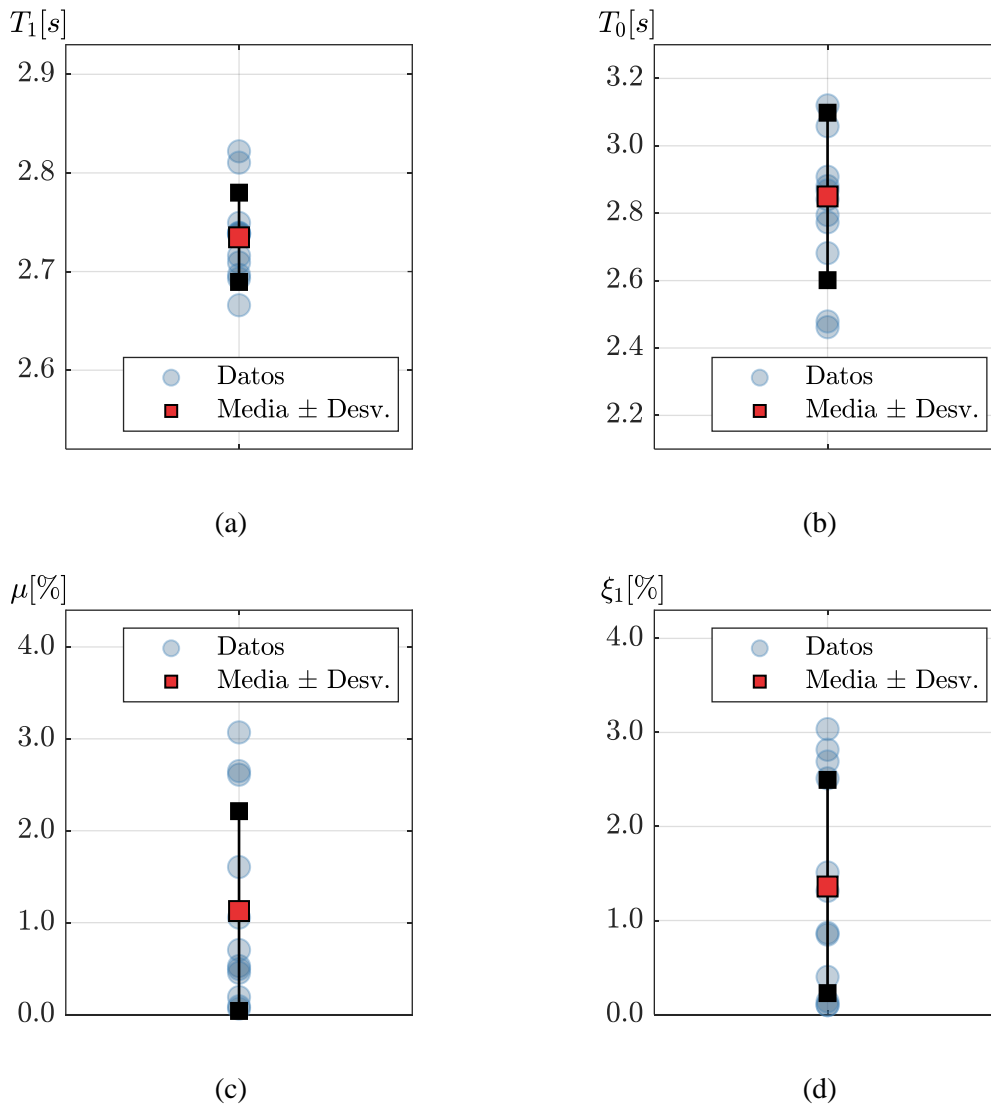 T₁[s]
2.9
2.8
2.7
2.6
Datos
Media ± Desv.
(a)
T₀[s]
3.2
3.0
2.8
2.6
2.4
2.2
Datos
Media ± Desv.
(b)
μ[%]
4.0
3.0
2.0
1.0
0.0
Datos
Media ± Desv.
(c)
ξ₁[%]
4.0
3.0
2.0
1.0
0.0
Datos
Media ± Desv.
(d)